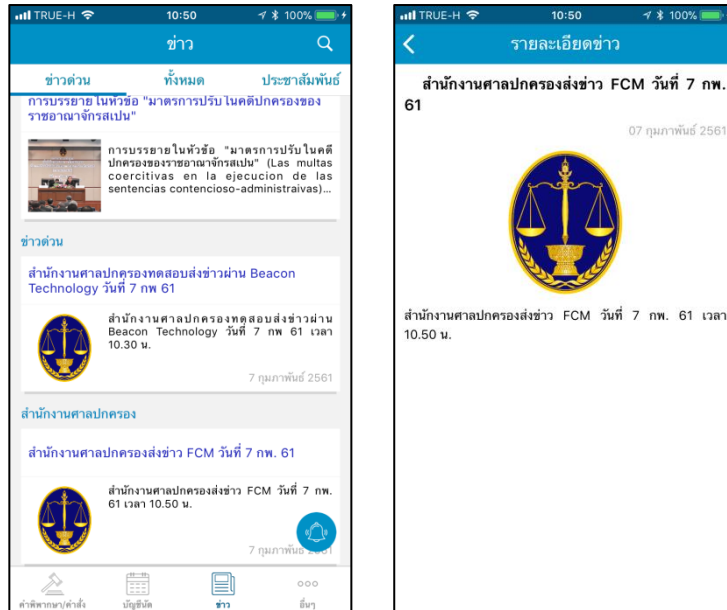 TRUE-H 10:50 100%
ข่าว
ข่าวด่วน ทั้งหมด ประชาสัมพันธ์
การบรรยายในหัวข้อ "มาตรการปรับในคดีปกครองของ
ราชอาณาจักรสเปน"
การบรรยายในหัวข้อ "มาตรการปรับในคดี
ปกครองของราชอาณาจักรสเปน" (Las multas
coercitivas en la ejecucion de las
sentencias contencioso-administraivas)...
ข่าวด่วน
สำนักงานศาลปกครองทดสอบส่งข่าวผ่าน Beacon
Technology วันที่ 7 กพ 61
สำนักงานศาลปกครองทดสอบส่งข่าวผ่าน
Beacon Technology วันที่ 7 กพ 61 เวลา
10.30 น.
7 กุมภาพันธ์ 2561
สำนักงานศาลปกครอง
สำนักงานศาลปกครองส่งข่าว FCM วันที่ 7 กพ. 61
สำนักงานศาลปกครองส่งข่าว FCM วันที่ 7 กพ.
61 เวลา 10.50 น.
7 กุมภาพันธ์
คำพิพากษา/คำสั่ง บัญชีนัด ข่าว อื่นๆ
TRUE-H 10:50 100%
รายละเอียดข่าว
สำนักงานศาลปกครองส่งข่าว FCM วันที่ 7 กพ.
61
07 กุมภาพันธ์ 2561
สำนักงานศาลปกครองส่งข่าว FCM วันที่ 7 กพ. 61 เวลา
10.50 น.